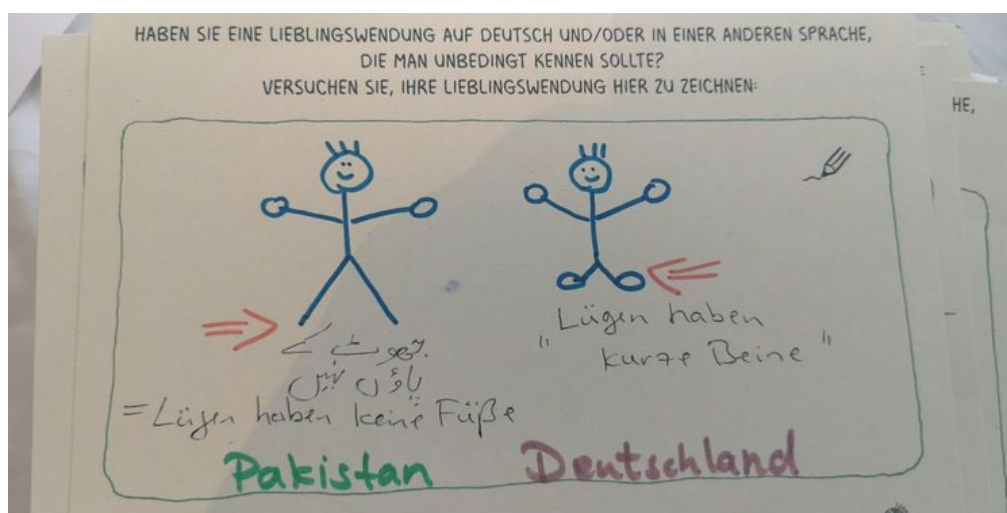 HABEN SIE EINE LIEBLINGSWENDUNG AUF DEUTSCH UND/ODER IN EINER ANDEREN SPRACHE,
DIE MAN UNBEDINGT KENNEN SOLLTE?
VERSUCHEN SIE, IHRE LIEBLINGSWENDUNG HIER ZU ZEICHNEN:
HE,
جھوٹ کے
پاؤں نہیں
= Lügen haben keine Füße
Pakistan
"Lügen haben
kurze Beine"
Deutschland